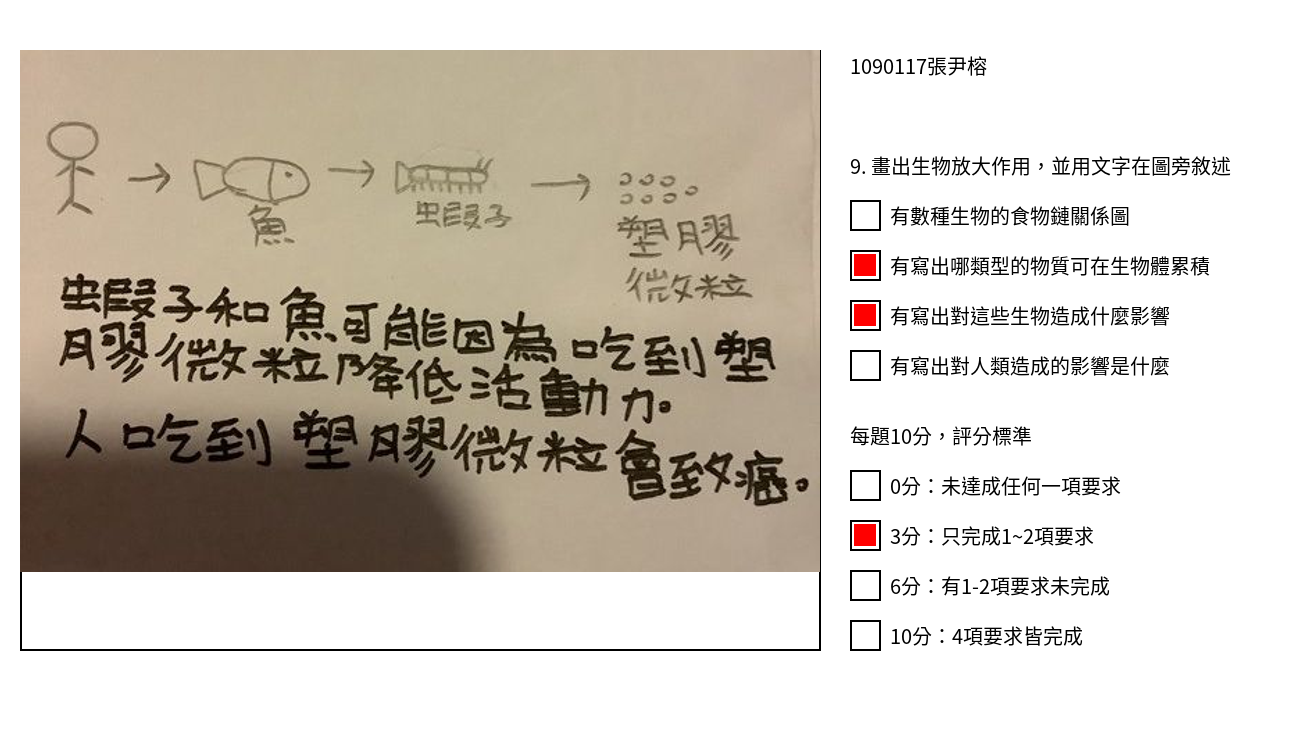 魚
蝦子
塑膠
微粒
蝦子和魚可能因為吃到塑
膠微粒降低活動力。
人吃到塑膠微粒會致癌。
1090117張尹榕
9. 畫出生物放大作用，並用文字在圖旁敘述
有數種生物的食物鏈關係圖
有寫出哪類型的物質可在生物體累積
有寫出對這些生物造成什麼影響
有寫出對人類造成的影響是什麼
每題10分，評分標準
0分：未達成任何一項要求
3分：只完成1~2項要求
6分：有1-2項要求未完成
10分：4項要求皆完成